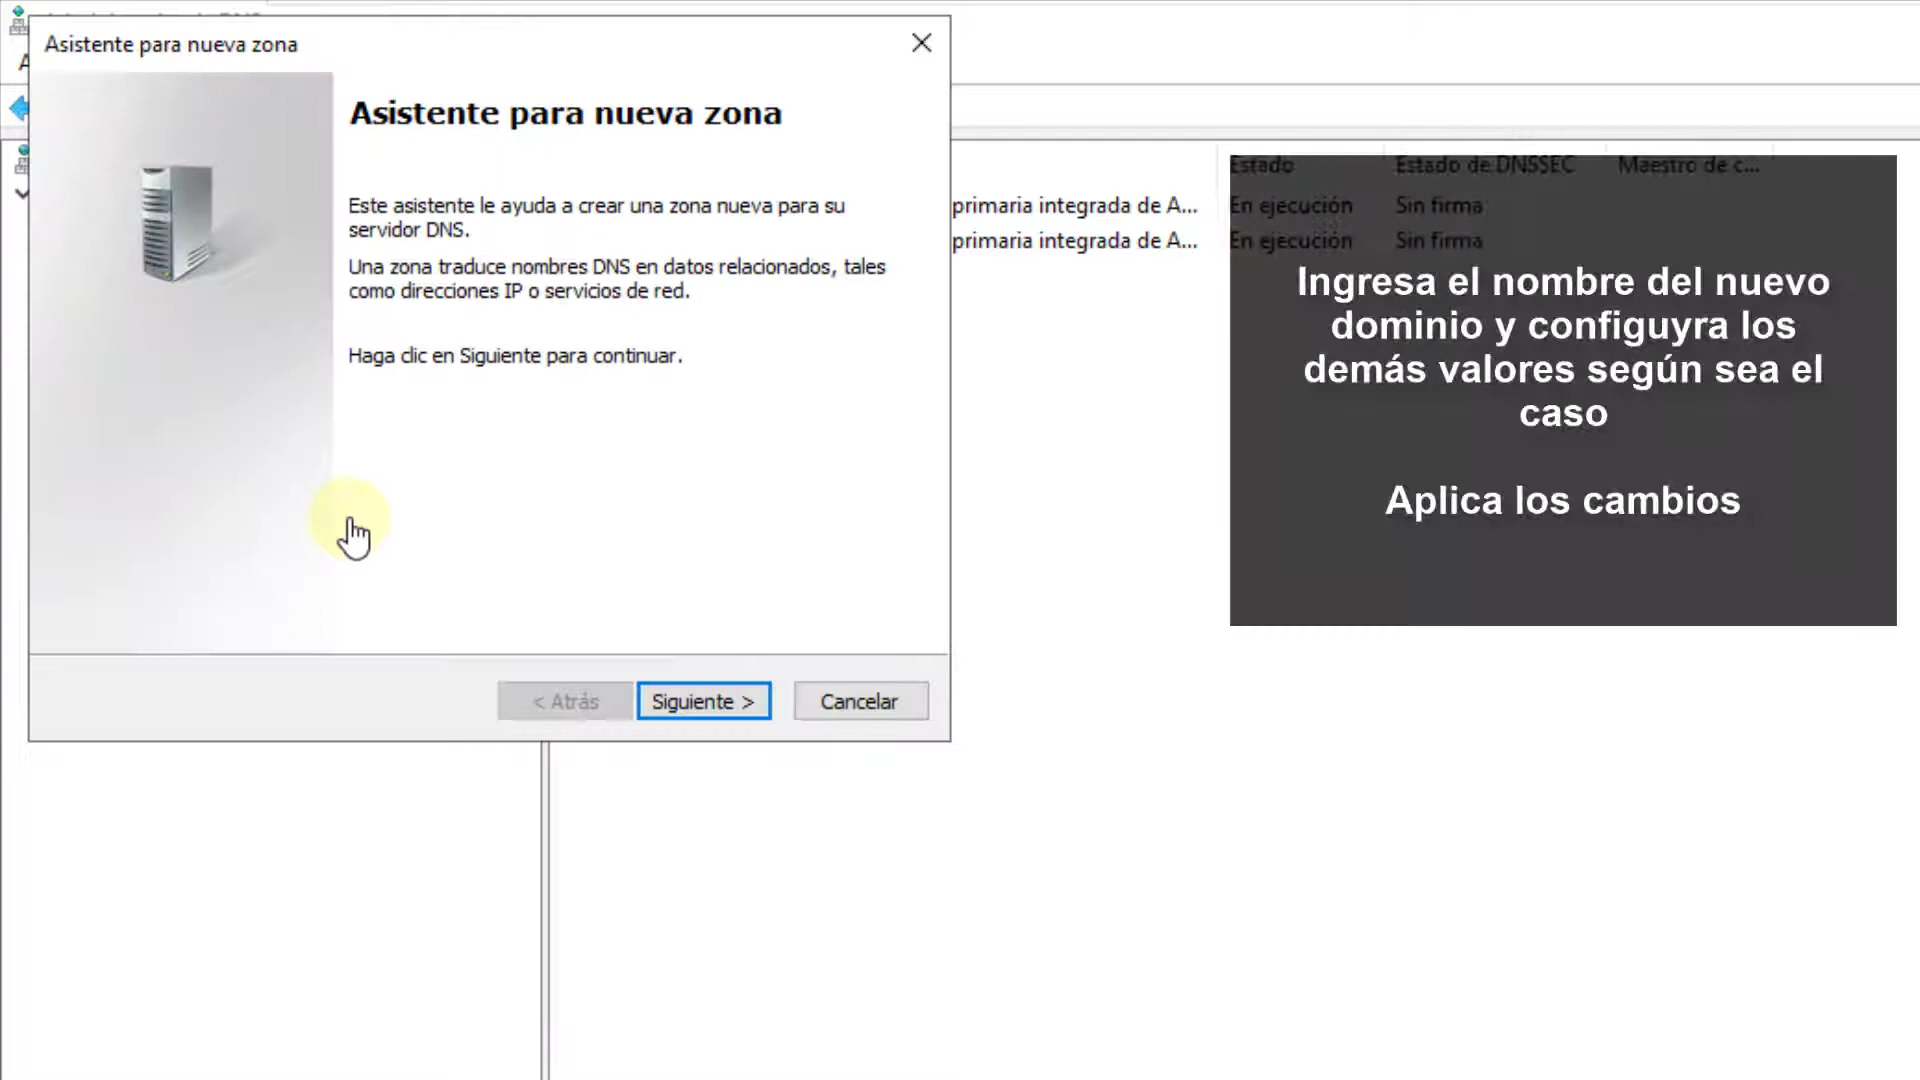 Asistente para nueva zona
Asistente para nueva zona
Este asistente le ayuda a crear una zona nueva para su
servidor DNS.
Una zona traduce nombres DNS en datos relacionados, tales
como direcciones IP o servicios de red.
Haga clic en Siguiente para continuar.
< Atrás
Siguiente >
Cancelar
Estado
Estado de DNSSEC
Maestro de c...
primaria integrada de A...
En ejecución
Sin firma
primaria integrada de A...
En ejecución
Sin firma
Ingresa el nombre del nuevo
dominio y configuyra los
demás valores según sea el
caso
Aplica los cambios